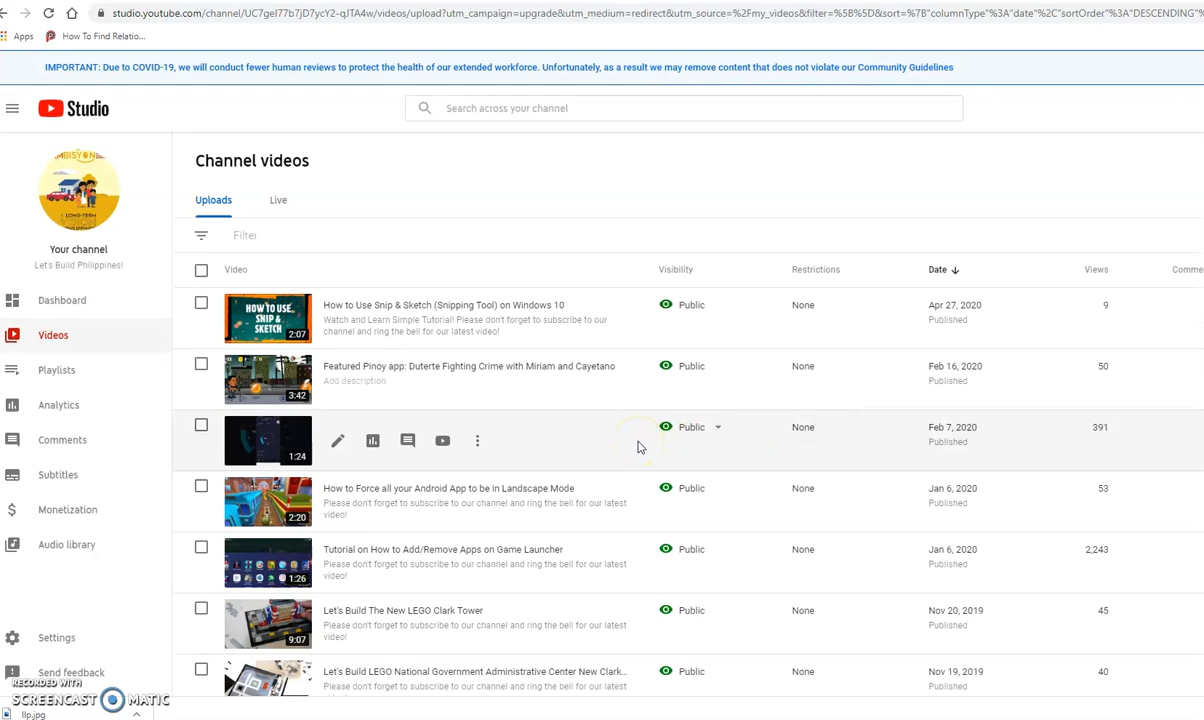 studio.youtube.com/Channel/UC7geI77b7jD7ycY2-qJTA4w/videos/upload?utm_campaign=upgrade&utm_medium=redirect&utm_source=%2Fmy_videos&filter=%5B%5D&sort=%7B"columnType"%3A"date"%2C"sortOrder"%3A"DESCENDING"%
Apps How To Find Relatio...
IMPORTANT: Due to COVID-19, we will conduct fewer human reviews to protect the health of our extended workforce. Unfortunately, as a result we may remove content that does not violate our Community Guidelines
Studio
Search across your channel
Channel videos
Uploads Live
Filter
MBISYON
LONG-TERM
VISION
Your channel
Let's Build Philippines!
Dashboard
Videos
Playlists
Analytics
Comments
Subtitles
Monetization
Audio library
Settings
Send feedback
Video Visibility Restrictions Date Views Comme
HOW TO USE
SNIP &
SKETCH
2:07
How to Use Snip & Sketch (Snipping Tool) on Windows 10
Watch and Learn Simple Tutorial! Please don't forget to subscribe to our
channel and ring the bell for our latest video!
Public None Apr 27, 2020 9
Published
3:42
Featured Pinoy app: Duterte Fighting Crime with Miriam and Cayetano
Add description
Public None Feb 16, 2020 50
Published
1:24
Public None Feb 7, 2020 391
Published
2:20
How to Force all your Android App to be in Landscape Mode
Please don't forget to subscribe to our channel and ring the bell for our latest
video!
Public None Jan 6, 2020 53
Published
1:26
Tutorial on How to Add/Remove Apps on Game Launcher
Please don't forget to subscribe to our channel and ring the bell for our latest
video!
Public None Jan 6, 2020 2,243
Published
9:07
Let's Build The New LEGO Clark Tower
Please don't forget to subscribe to our channel and ring the bell for our latest
video!
Public None Nov 20, 2019 45
Published
Let's Build LEGO National Government Administrative Center New Clark...
Please don't forget to subscribe to our channel and ring the bell for our latest
Public None Nov 19, 2019 40
Published
RECORDED WITH
SCREENCAST MATIC
llp.jpg